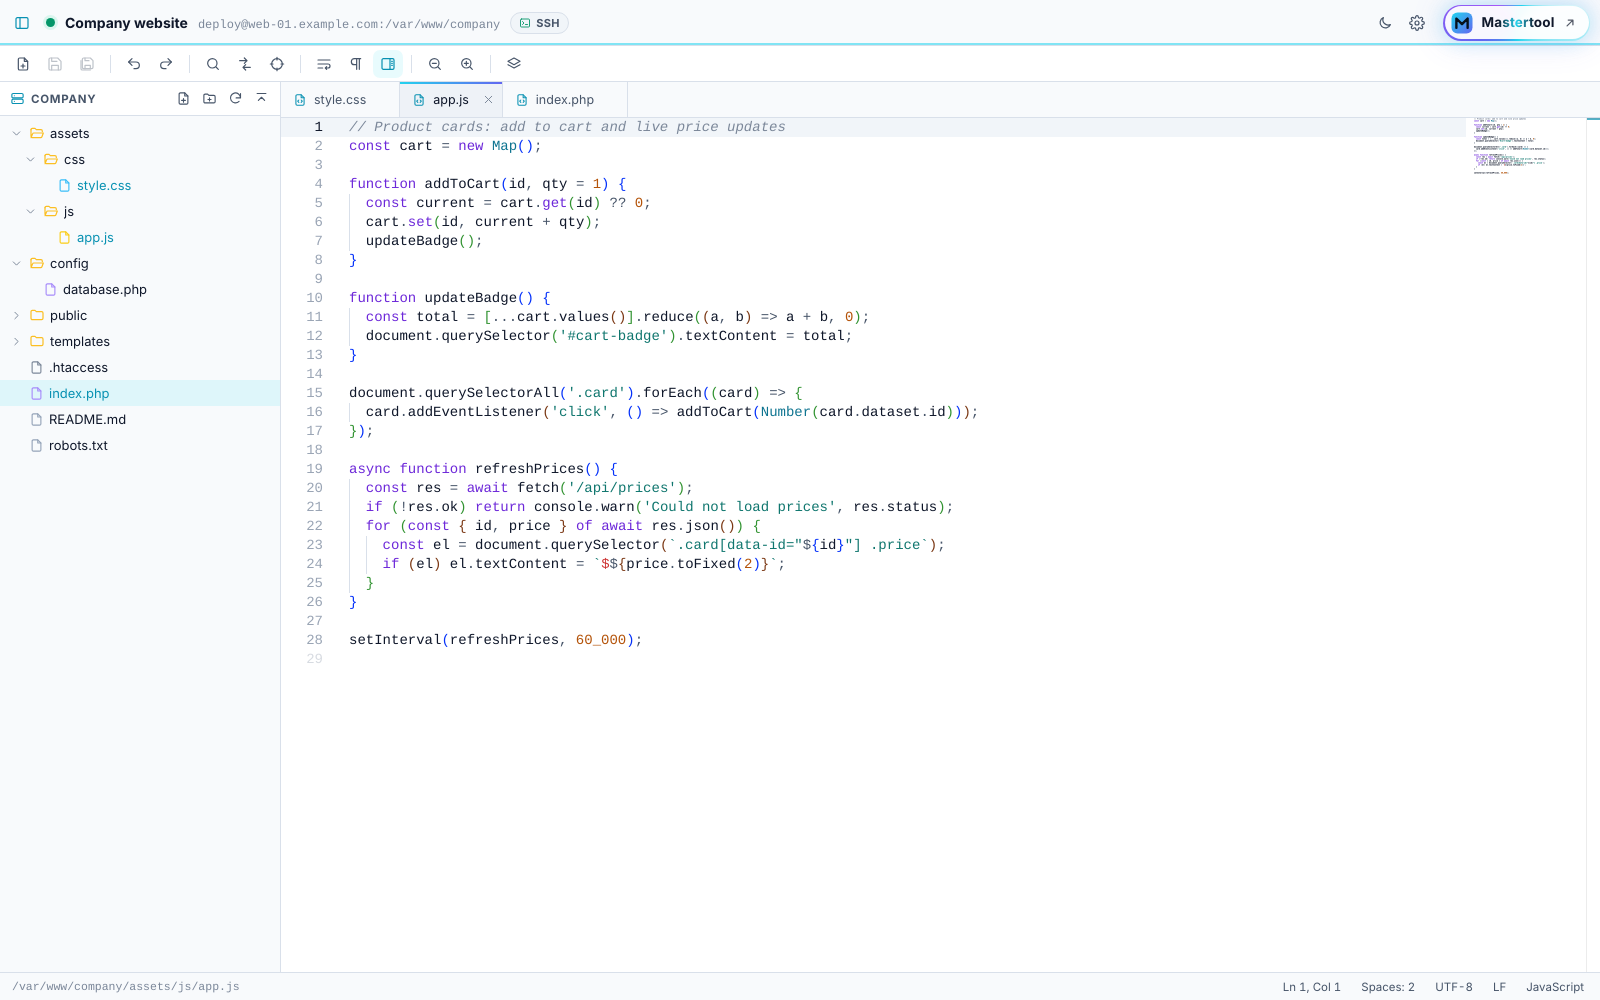 Company website deploy@web-01.example.com:/var/www/company SSH Mastertool
COMPANY
assets
css
style.css
js
app.js
config
database.php
public
templates
.htaccess
index.php
README.md
robots.txt
style.css app.js index.php
1 // Product cards: add to cart and live price updates
2 const cart = new Map();
3
4 function addToCart(id, qty = 1) {
5 const current = cart.get(id) ?? 0;
6 cart.set(id, current + qty);
7 updateBadge();
8 }
9
10 function updateBadge() {
11 const total = [...cart.values()].reduce((a, b) => a + b, 0);
12 document.querySelector('#cart-badge').textContent = total;
13 }
14
15 document.querySelectorAll('.card').forEach((card) => {
16 card.addEventListener('click', () => addToCart(Number(card.dataset.id)));
17 });
18
19 async function refreshPrices() {
20 const res = await fetch('/api/prices');
21 if (!res.ok) return console.warn('Could not load prices', res.status);
22 for (const { id, price } of await res.json()) {
23 const el = document.querySelector(`.card[data-id="${id}"] .price`);
24 if (el) el.textContent = `$${price.toFixed(2)}`;
25 }
26 }
27
28 setInterval(refreshPrices, 60_000);
29
/var/www/company/assets/js/app.js Ln 1, Col 1 Spaces: 2 UTF-8 LF JavaScript